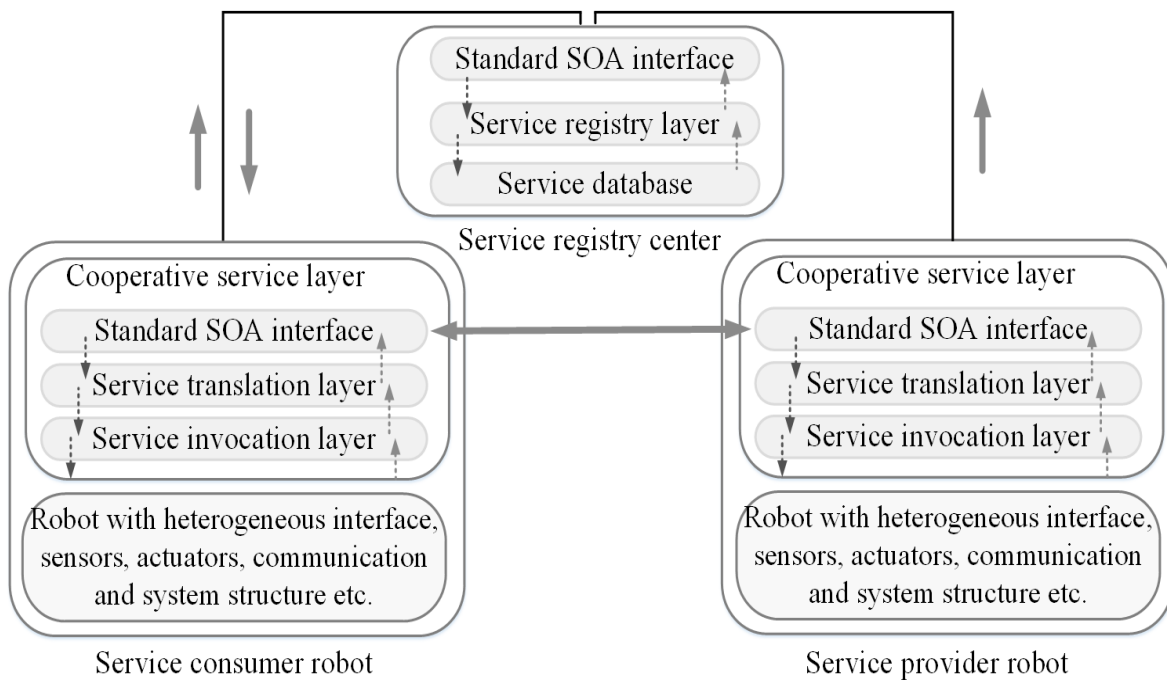 Standard SOA interface
Service registry layer
Service database
Service registry center
Cooperative service layer
Standard SOA interface
Service translation layer
Service invocation layer
Robot with heterogeneous interface,
sensors, actuators, communication
and system structure etc.
Service consumer robot
Cooperative service layer
Standard SOA interface
Service translation layer
Service invocation layer
Robot with heterogeneous interface,
sensors, actuators, communication
and system structure etc.
Service provider robot